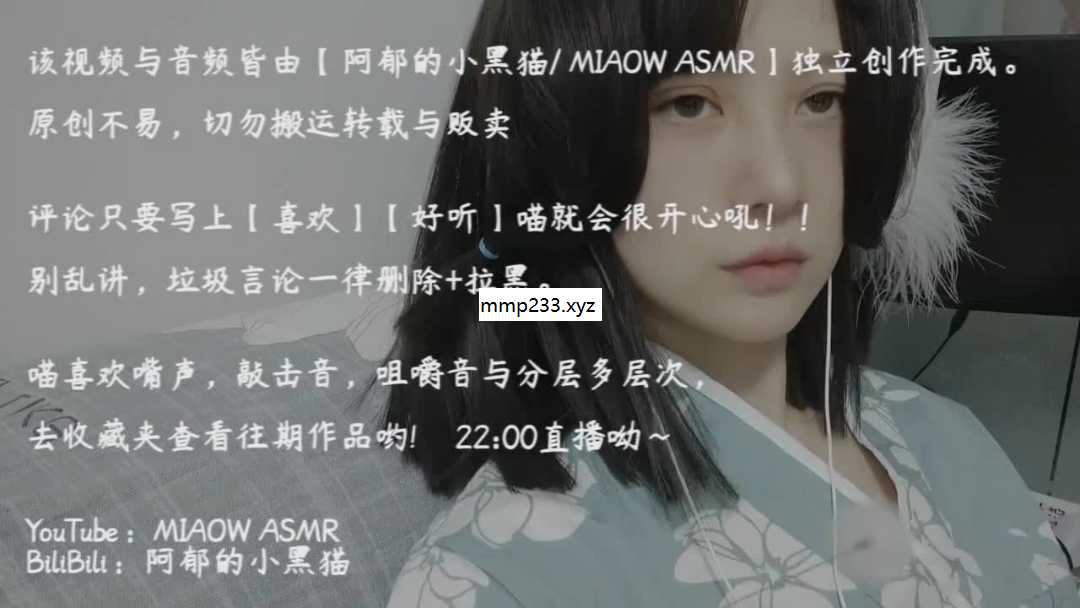 该视频与音频皆由【阿郁的小黑猫/ MIAOW ASMR】独立创作完成。
原创不易，切勿搬运转载与贩卖
评论只要写上【喜欢】【好听】喵就会很开心吼！！
别乱讲，垃圾言论一律删除+拉黑。
mmp233.xyz
喵喜欢嘴声，敲击音，咀嚼音与分层多层次，
去收藏夹查看往期作品哟！ 22:00直播呦~
YouTube：MIAOW ASMR
BiliBili：阿郁的小黑猫